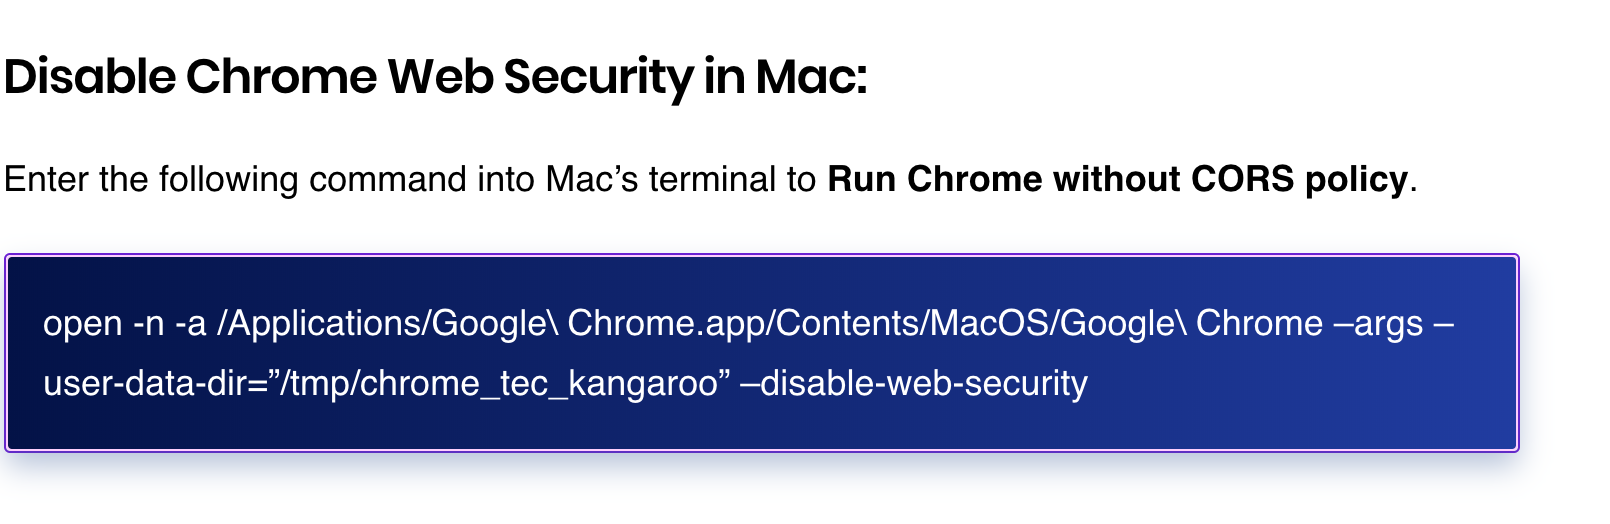 Disable Chrome Web Security in Mac:
Enter the following command into Mac’s terminal to Run Chrome without CORS policy.
open -n -a /Applications/Google\ Chrome.app/Contents/MacOS/Google\ Chrome –args –
user-data-dir=”/tmp/chrome_tec_kangaroo” –disable-web-security